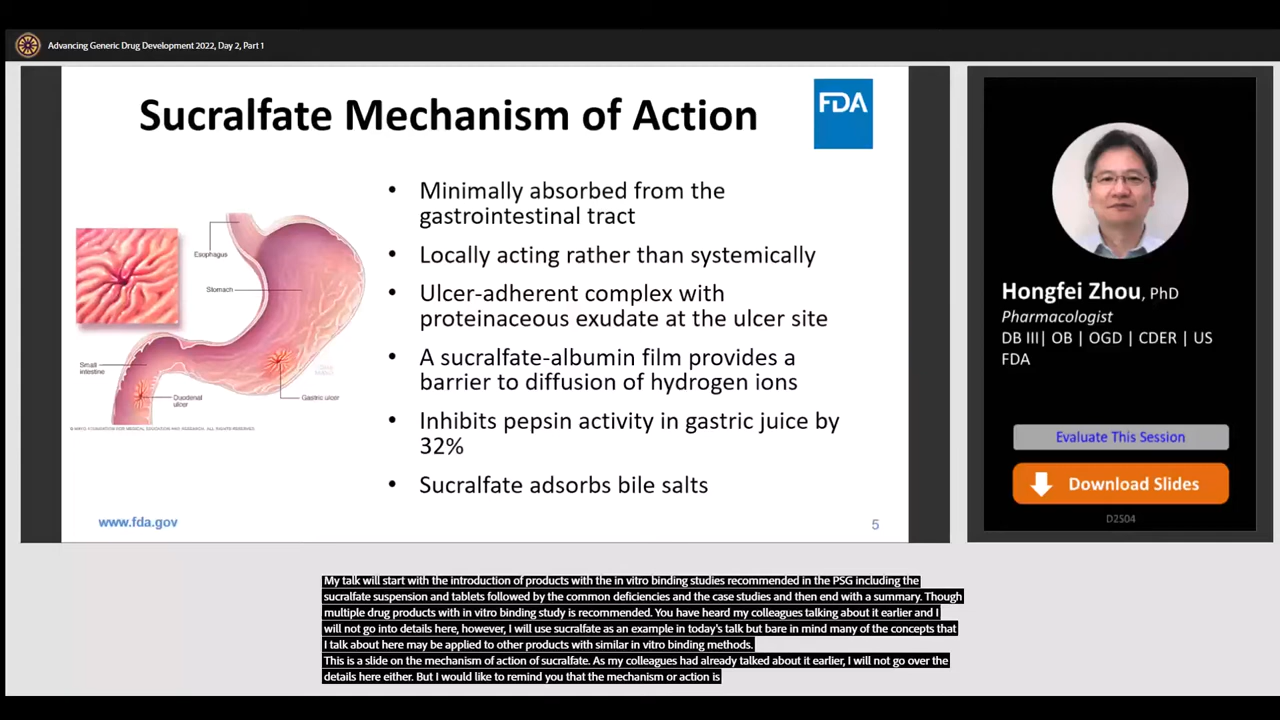 Advancing Generic Drug Development 2022, Day 2, Part 1
Sucralfate Mechanism of Action
FDA
Esophagus
Stomach
Small
intestine
Duodenal
ulcer
Gastric ulcer
• Minimally absorbed from the
gastrointestinal tract
• Locally acting rather than systemically
• Ulcer-adherent complex with
proteinaceous exudate at the ulcer site
• A sucralfate-albumin film provides a
barrier to diffusion of hydrogen ions
• Inhibits pepsin activity in gastric juice by
32%
• Sucralfate adsorbs bile salts
© MAYO FOUNDATION FOR MEDICAL EDUCATION AND RESEARCH. ALL RIGHTS RESERVED.
www.fda.gov
5
Hongfei Zhou, PhD
Pharmacologist
DB III| OB | OGD | CDER | US
FDA
Evaluate This Session
Download Slides
D2S04
My talk will start with the introduction of products with the in vitro binding studies recommended in the PSG including the
sucralfate suspension and tablets followed by the common deficiencies and the case studies and then end with a summary. Though
multiple drug products with in vitro binding study is recommended. You have heard my colleagues talking about it earlier and I
will not go into details here, however, I will use sucralfate as an example in today's talk but bare in mind many of the concepts that
I talk about here may be applied to other products with similar in vitro binding methods.
This is a slide on the mechanism of action of sucralfate. As my colleagues had already talked about it earlier, I will not go over the
details here either. But I would like to remind you that the mechanism or action is